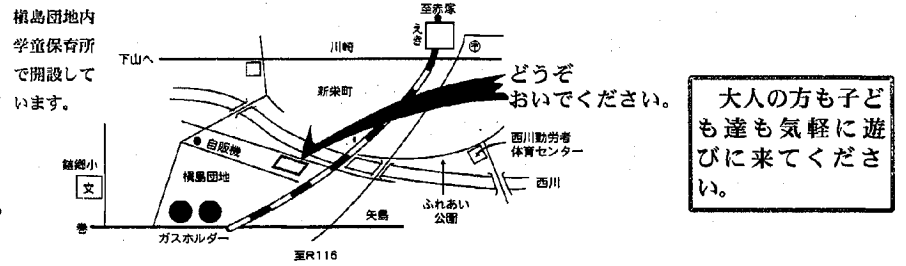 槇島団地内
学童保育所
で開設して
います。
至赤塚
えき
〒
川崎
下山へ
新栄町
どうぞ
おいでください。
自販機
西川勤労者
体育センター
鎧郷小
文
槇島団地
西川
ふれあい
公園
矢島
巻
ガスホルダー
至R116
大人の方も子ど
も達も気軽に遊
びに来てくださ
い。